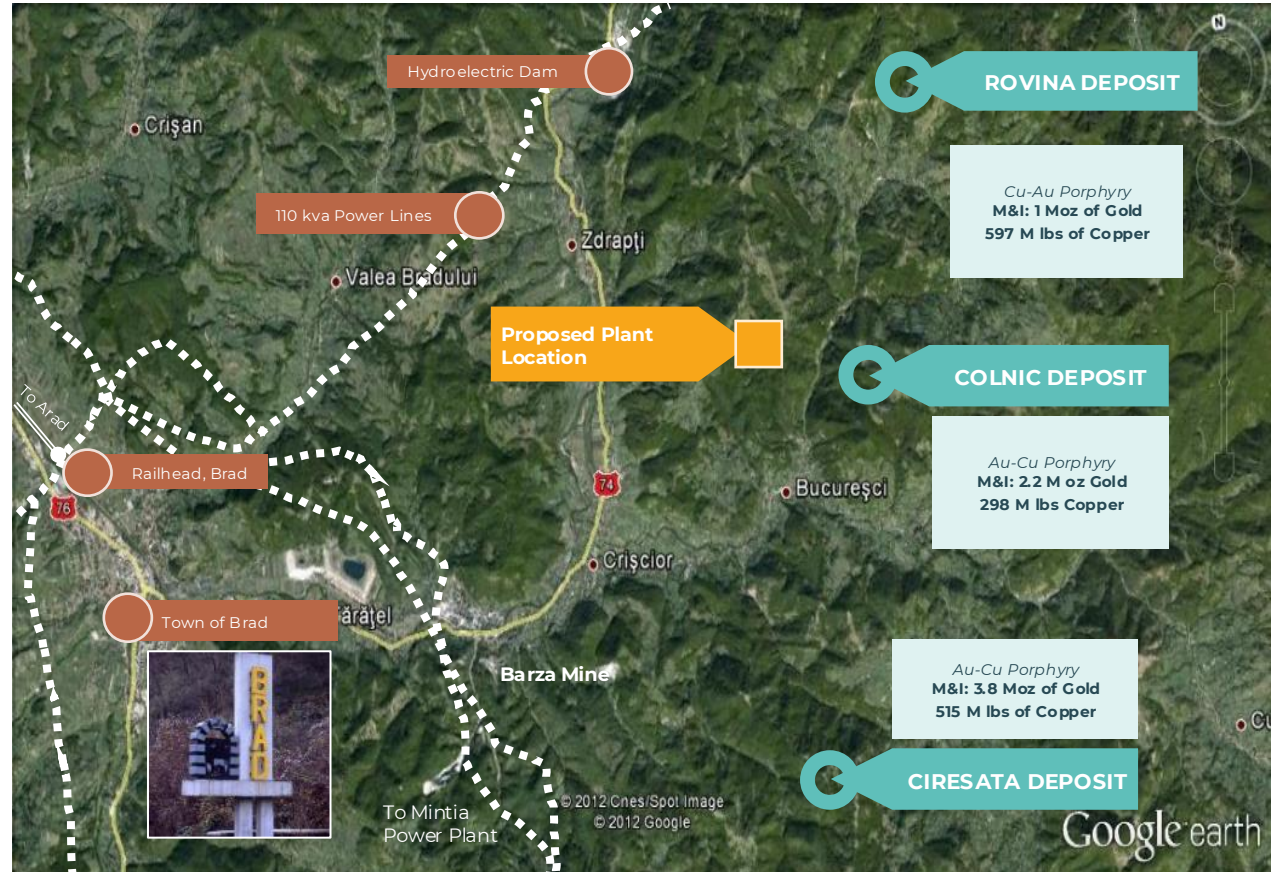 N
Hydroelectric Dam
ROVINA DEPOSIT
Crişan
Cu-Au Porphyry
M&I: 1 Moz of Gold
597 M lbs of Copper
110 kva Power Lines
Zdrapţi
Valea Bradului
Proposed Plant
Location
COLNIC DEPOSIT
To Arad
Au-Cu Porphyry
M&I: 2.2 M oz Gold
298 M lbs Copper
Railhead, Brad
74
Bucureşci
76
Crişcior
Town of Brad
ărăţel
Barza Mine
BRAD
Au-Cu Porphyry
M&I: 3.8 Moz of Gold
515 M lbs of Copper
CIRESATA DEPOSIT
To Mintia
Power Plant
© 2012 Cnes/Spot Image
© 2012 Google
Google earth